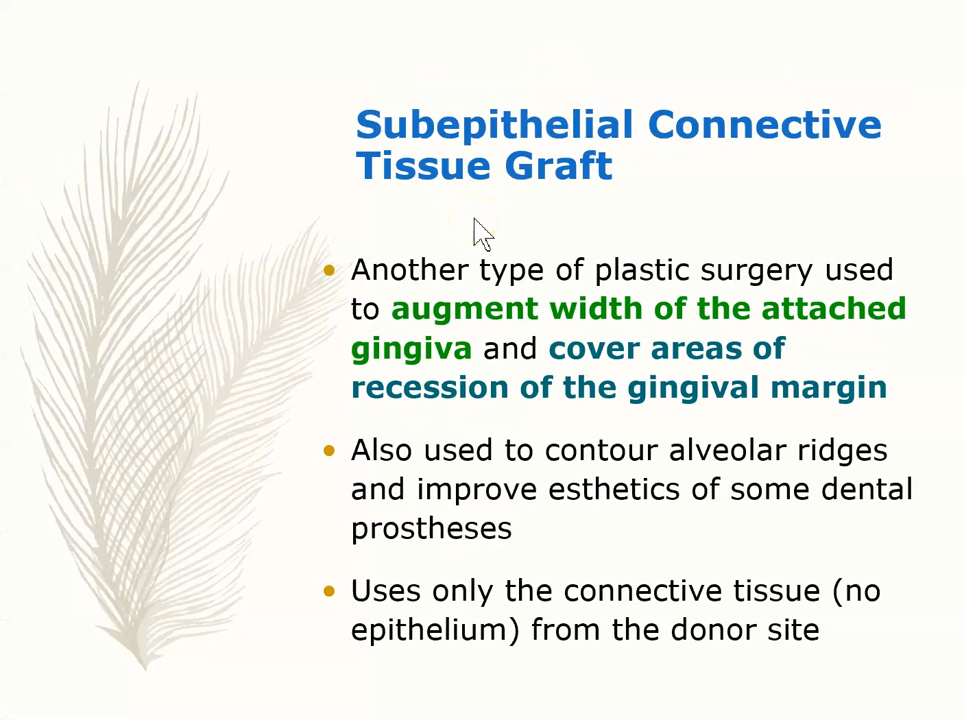 Subepithelial Connective
Tissue Graft
• Another type of plastic surgery used
to augment width of the attached
gingiva and cover areas of
recession of the gingival margin
• Also used to contour alveolar ridges
and improve esthetics of some dental
prostheses
• Uses only the connective tissue (no
epithelium) from the donor site